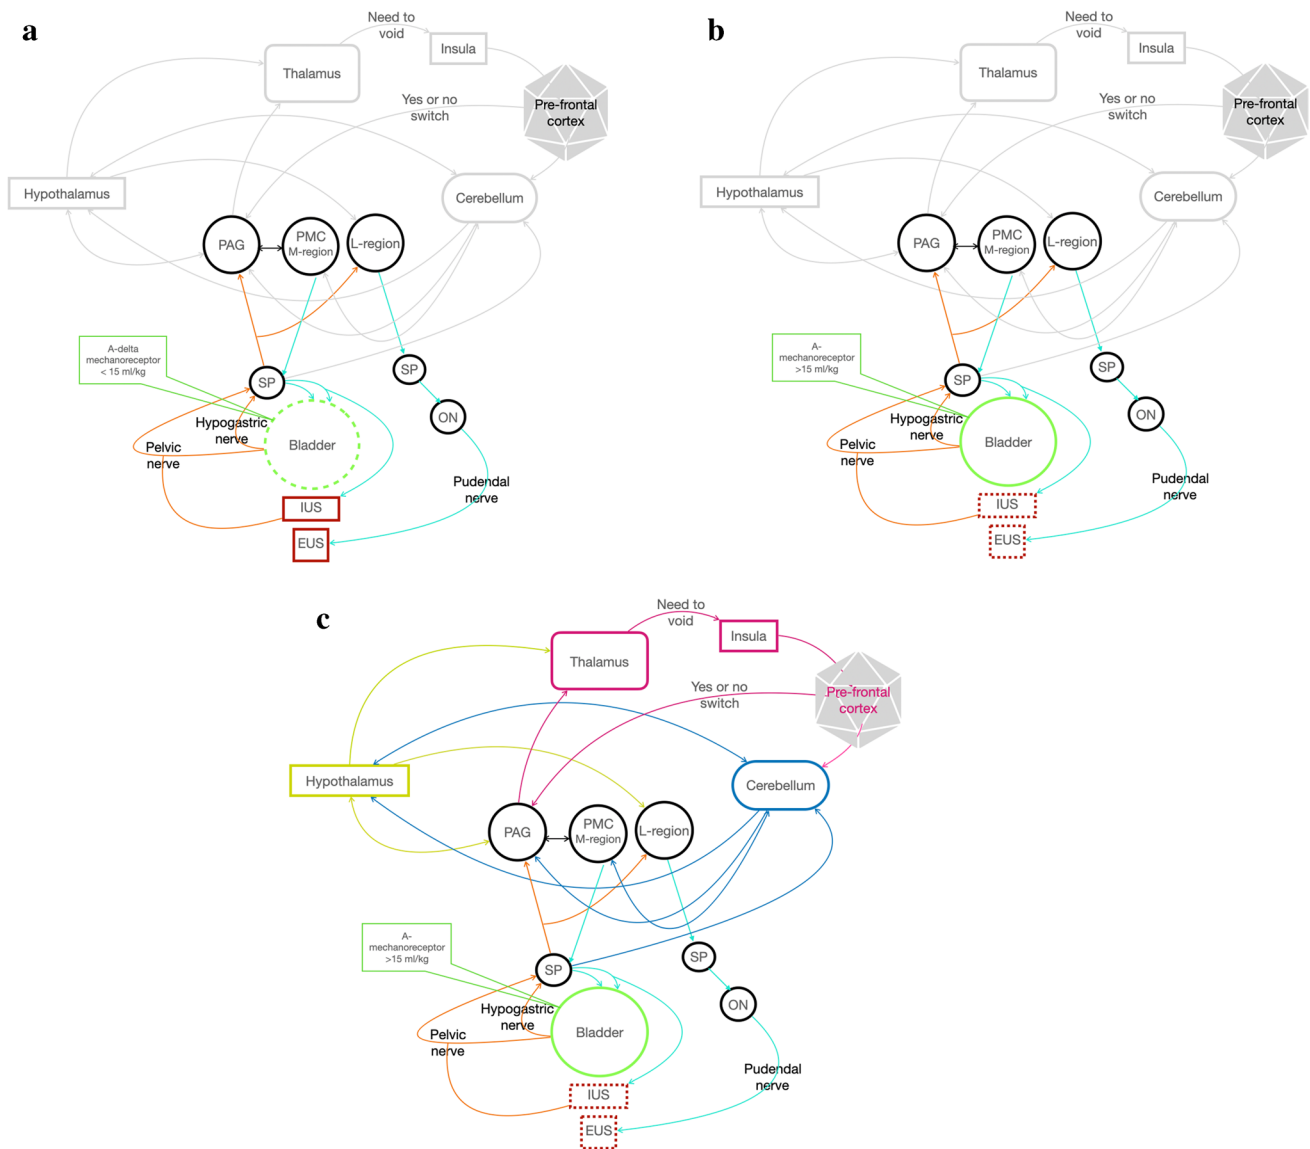 a
Need to
void
Insula
Thalamus
Yes or no
switch
Pre-frontal
cortex
Hypothalamus
Cerebellum
PAG
PMC
M-region
L-region
A-delta
mechanoreceptor
< 15 ml/kg
SP
SP
ON
Hypogastric
nerve
Pelvic
nerve
Bladder
Pudendal
nerve
IUS
EUS
b
Need to
void
Insula
Thalamus
Yes or no
switch
Pre-frontal
cortex
Hypothalamus
Cerebellum
PAG
PMC
M-region
L-region
A-
mechanoreceptor
>15 ml/kg
SP
SP
ON
Hypogastric
nerve
Pelvic
nerve
Bladder
Pudendal
nerve
IUS
EUS
c
Need to
void
Insula
Thalamus
Yes or no
switch
Pre-frontal
cortex
Hypothalamus
Cerebellum
PAG
PMC
M-region
L-region
A-
mechanoreceptor
>15 ml/kg
SP
SP
ON
Hypogastric
nerve
Pelvic
nerve
Bladder
Pudendal
nerve
IUS
EUS